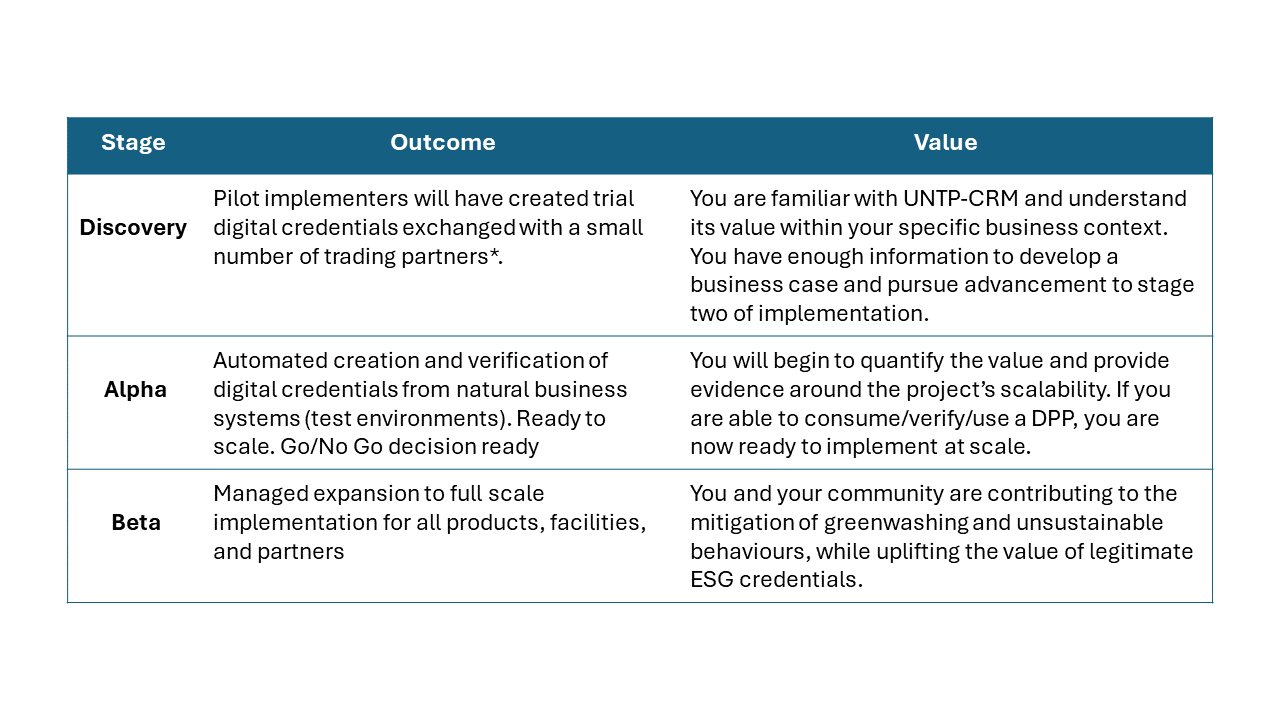 Stage Outcome Value
Discovery
Pilot implementers will have created trial
digital credentials exchanged with a small
number of trading partners*.
You are familiar with UNTP-CRM and understand
its value within your specific business context.
You have enough information to develop a
business case and pursue advancement to stage
two of implementation.
Alpha
Automated creation and verification of
digital credentials from natural business
systems (test environments). Ready to
scale. Go/No Go decision ready
You will begin to quantify the value and provide
evidence around the project’s scalability. If you
are able to consume/verify/use a DPP, you are
now ready to implement at scale.
Beta
Managed expansion to full scale
implementation for all products, facilities,
and partners
You and your community are contributing to the
mitigation of greenwashing and unsustainable
behaviours, while uplifting the value of legitimate
ESG credentials.